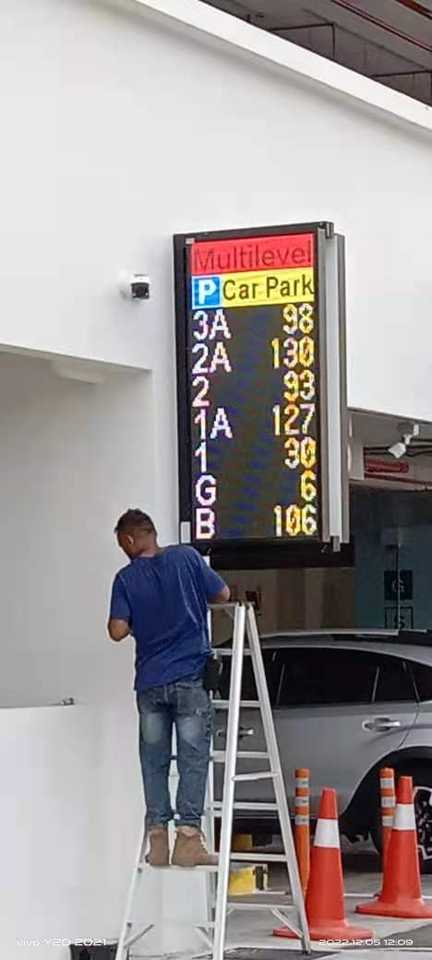 Multilevel
P Car Park
3A 98
2A 130
2 93
1A 127
1 30
G 6
B 106
G
S
vivo Y20 2021
2022.12.05 12:09